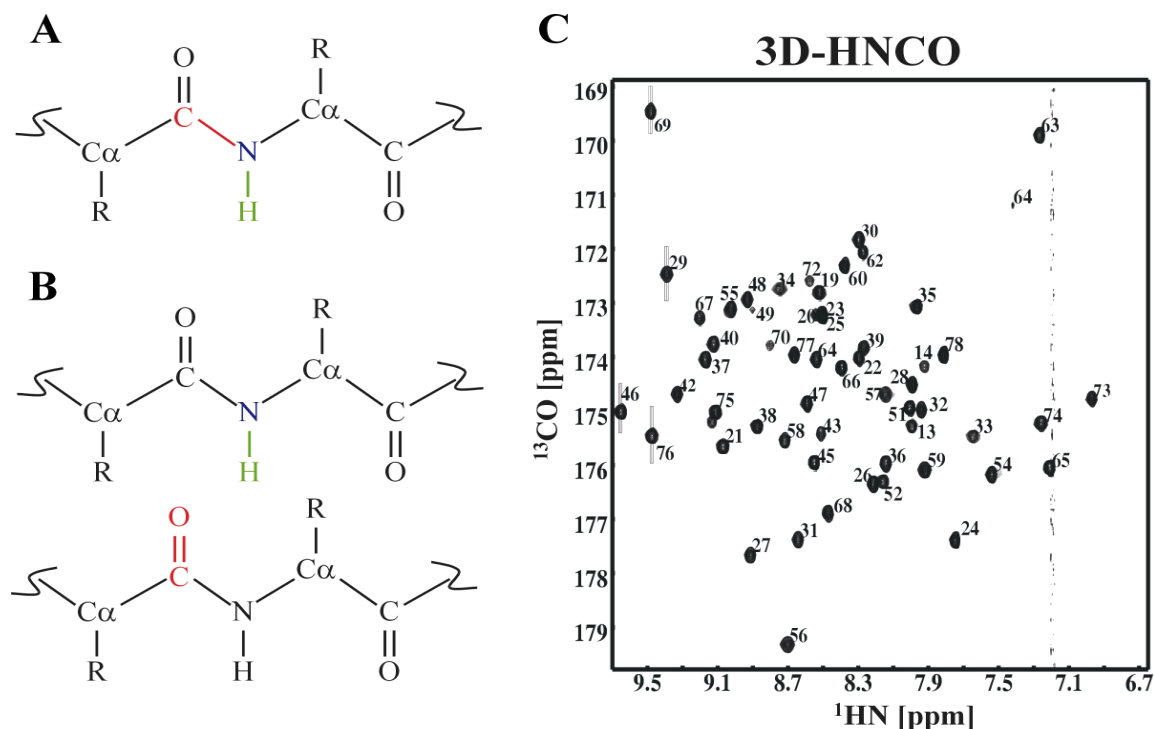 A
O
R
C
Cα
Cα
N
C
R
H
O
B
O
R
C
Cα
Cα
N
C
R
H
O
O
R
C
Cα
Cα
N
C
R
H
O
C
3D-HNCO
169
170
171
172
173
174
175
176
177
178
179
¹³CO [ppm]
69
63
64
30
62
29
60
72
34
19
48
49
55
67
23
20
25
35
40
37
70
77
64
39
22
66
14
78
28
57
46
42
75
47
51
32
13
73
74
38
58
43
33
76
21
45
36
59
54
65
26
52
68
31
27
24
56
9.5 9.1 8.7 8.3 7.9 7.5 7.1 6.7
¹HN [ppm]